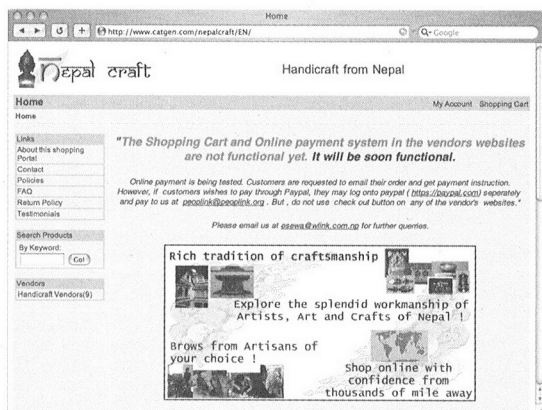 Home
http://www.catgen.com/nepalcraft/EN/
Google
Nepal craft
Handicraft from Nepal
Home
My Account Shopping Cart
Home
Links
About this shopping
Portal
Contact
Policies
FAQ
Return Policy
Testimonials
Search Products
By Keyword:
Go!
Vendors
Handicraft Vendors(9)
"The Shopping Cart and Online payment system in the vendors websites
are not functional yet. It will be soon functional.
Online payment is being tested. Customers are requested to email their order and get payment instruction.
However, if customers wishes to pay through Paypal, they may log onto paypal ( https://paypal.com) seperately
and pay to us at peoplink@peoplink.org . But , do not use check out button on any of the vendor's websites."
Please email us at esewa@wlink.com.np for further querries.
Rich tradition of craftsmanship
Explore the splendid workmanship of
Artists, Art and Crafts of Nepal !
Brows from Artisans of
your choice !
Shop online with
confidence from
thousands of mile away